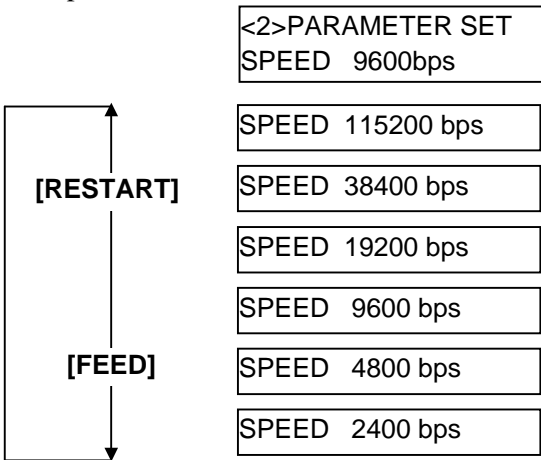 <2>PARAMETER SET
SPEED 9600bps
SPEED 115200 bps
[RESTART]
SPEED 38400 bps
SPEED 19200 bps
SPEED 9600 bps
[FEED]
SPEED 4800 bps
SPEED 2400 bps